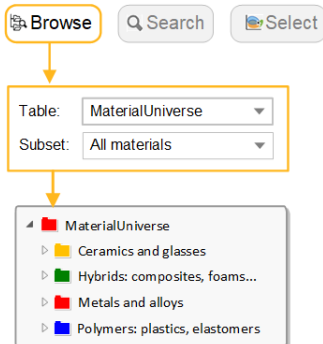 Browse Search Select
Table: MaterialUniverse
Subset: All materials
MaterialUniverse
Ceramics and glasses
Hybrids: composites, foams...
Metals and alloys
Polymers: plastics, elastomers